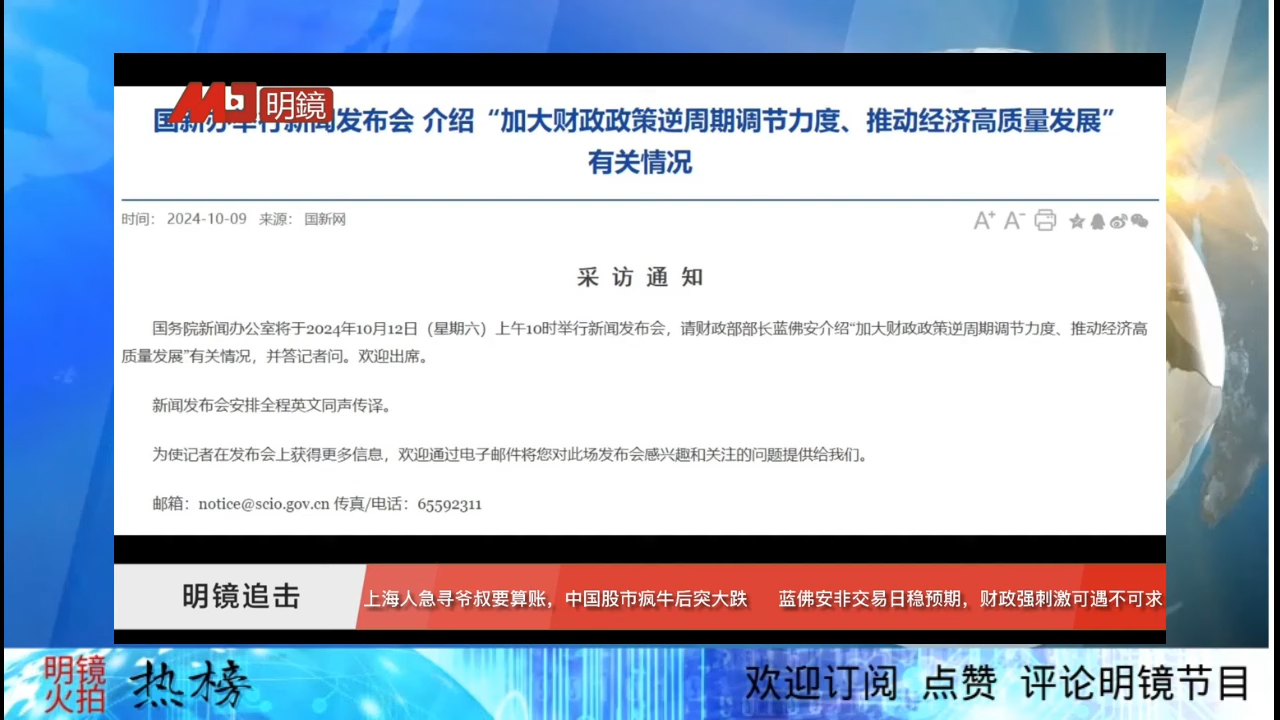 明鏡
国新办举行新闻发布会 介绍“加大财政政策逆周期调节力度、推动经济高质量发展”
有关情况
时间： 2024-10-09 来源： 国新网
A+ A-
采 访 通 知
国务院新闻办公室将于2024年10月12日（星期六）上午10时举行新闻发布会，请财政部部长蓝佛安介绍“加大财政政策逆周期调节力度、推动经济高
质量发展”有关情况，并答记者问。欢迎出席。
新闻发布会安排全程英文同声传译。
为使记者在发布会上获得更多信息，欢迎通过电子邮件将您对此场发布会感兴趣和关注的问题提供给我们。
邮箱：notice@scio.gov.cn 传真/电话：65592311
明镜追击
上海人急寻爷叔要算账，中国股市疯牛后突大跌 蓝佛安非交易日稳预期，财政强刺激可遇不可求
明镜
火拍
热榜
欢迎订阅 点赞 评论明镜节目